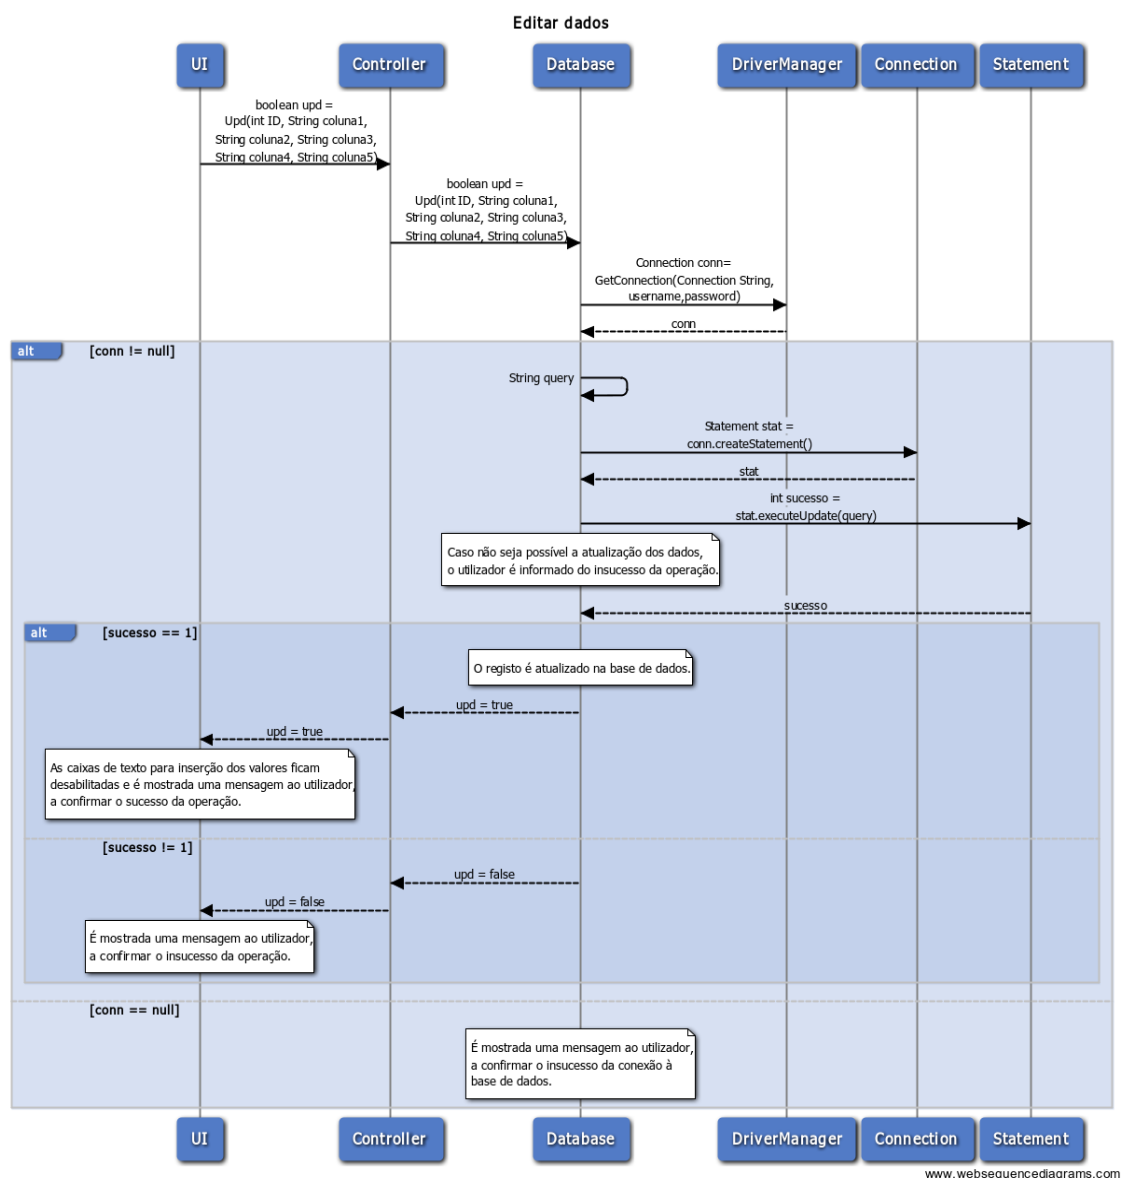 Editar dados
UI
Controller
Database
DriverManager
Connection
Statement
boolean upd =
Upd(int ID, String coluna1,
String coluna2, String coluna3,
String coluna4, String coluna5)
boolean upd =
Upd(int ID, String coluna1,
String coluna2, String coluna3,
String coluna4, String coluna5)
Connection conn=
GetConnection(Connection String,
username,password)
conn
alt
[conn != null]
String query
Statement stat =
conn.createStatement()
stat
int sucesso =
stat.executeUpdate(query)
Caso não seja possível a atualização dos dados,
o utilizador é informado do insucesso da operação.
sucesso
alt
[sucesso == 1]
O registo é atualizado na base de dados.
upd = true
upd = true
As caixas de texto para inserção dos valores ficam
desabilitadas e é mostrada uma mensagem ao utilizador,
a confirmar o sucesso da operação.
[sucesso != 1]
upd = false
upd = false
É mostrada uma mensagem ao utilizador,
a confirmar o insucesso da operação.
[conn == null]
É mostrada uma mensagem ao utilizador,
a confirmar o insucesso da conexão à
base de dados.
UI
Controller
Database
DriverManager
Connection
Statement
www.websequencediagrams.com